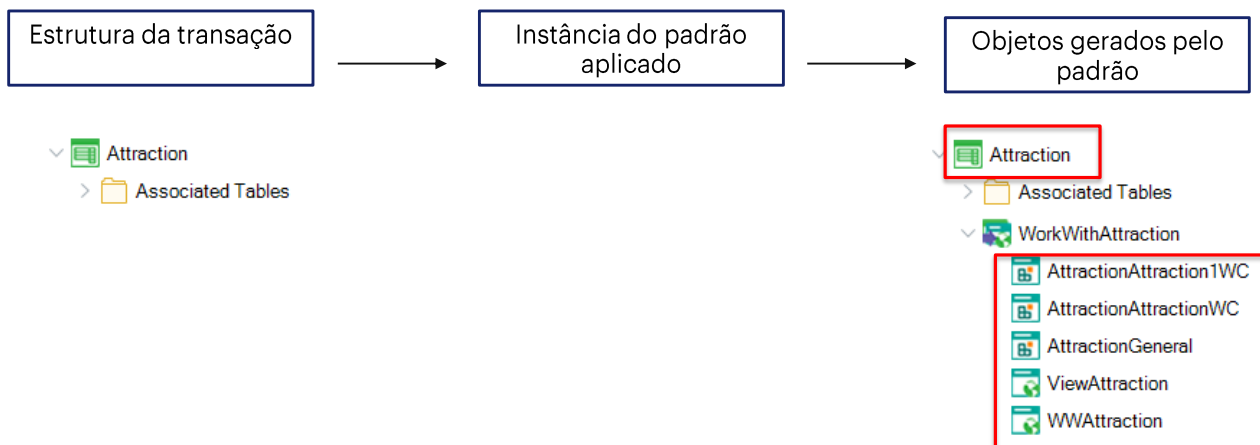 Estrutura da transação
Instância do padrão
aplicado
Objetos gerados pelo
padrão
Attraction
Associated Tables
Attraction
Associated Tables
WorkWithAttraction
AttractionAttraction1WC
AttractionAttractionWC
AttractionGeneral
ViewAttraction
WWAttraction